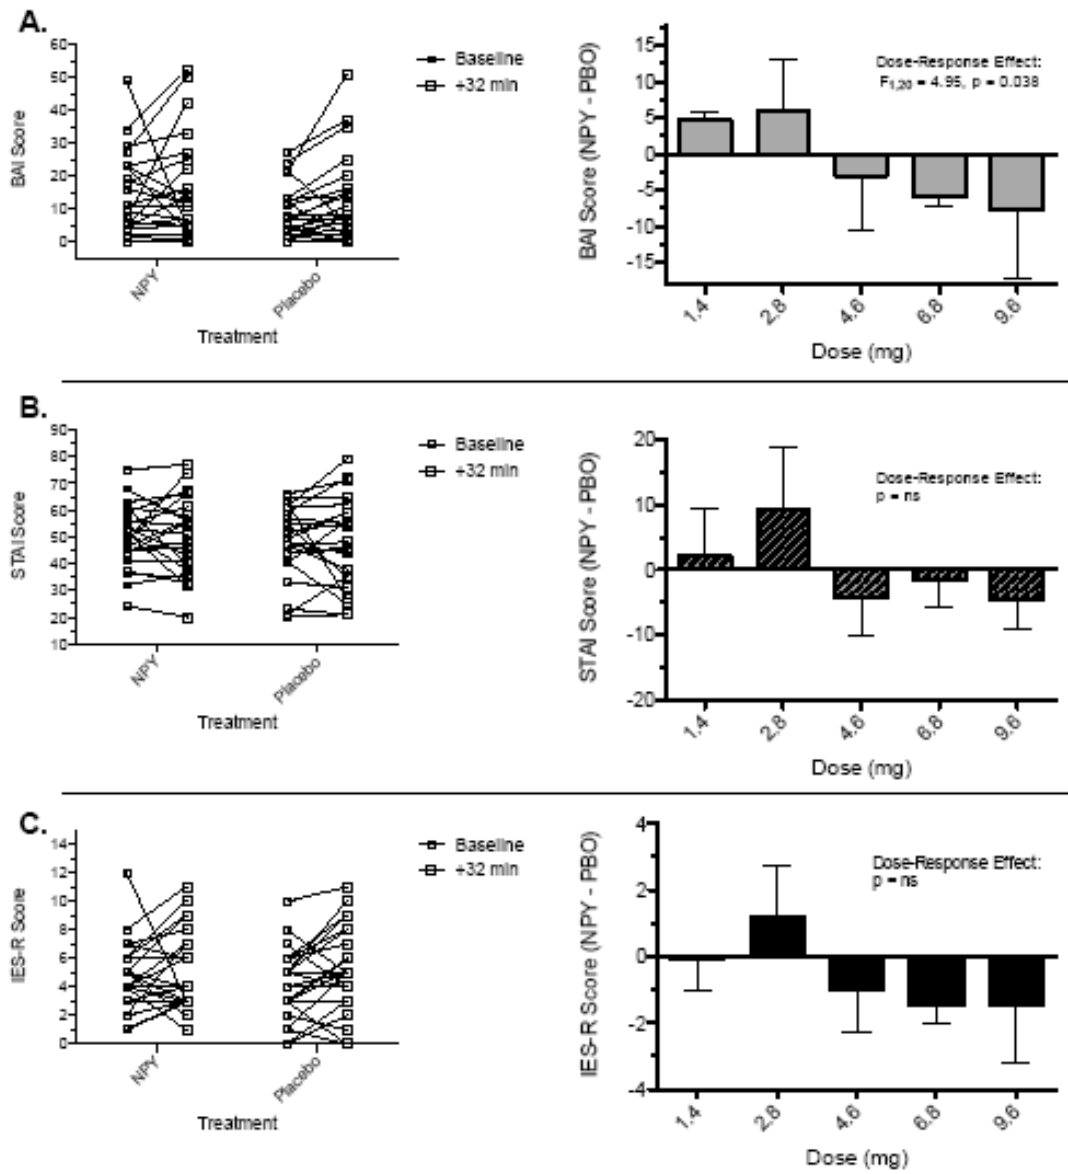 A.
60
50
40
30
20
10
0
BAI Score
NPY
Placebo
Treatment
Baseline
+32 min
15
10
5
0
-5
-10
-15
BAI Score (NPY - PBO)
Dose-Response Effect:
F1,20 = 4.95, p = 0.038
1.4
2.8
4.6
6.8
9.6
Dose (mg)
B.
90
80
70
60
50
40
30
20
10
STAI Score
NPY
Placebo
Treatment
Baseline
+32 min
20
10
0
-10
-20
STAI Score (NPY - PBO)
Dose-Response Effect:
p = ns
1.4
2.8
4.6
6.8
9.6
Dose (mg)
C.
14
12
10
8
6
4
2
0
IES-R Score
NPY
Placebo
Treatment
Baseline
+32 min
4
2
0
-2
-4
IES-R Score (NPY - PBO)
Dose-Response Effect:
p = ns
1.4
2.8
4.6
6.8
9.6
Dose (mg)